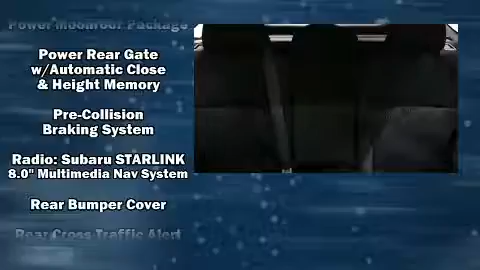 Power Moonroof Package
Power Rear Gate
w/Automatic Close
& Height Memory
Pre-Collision
Braking System
Radio: Subaru STARLINK
8.0" Multimedia Nav System
Rear Bumper Cover
Rear Cross Traffic Alert